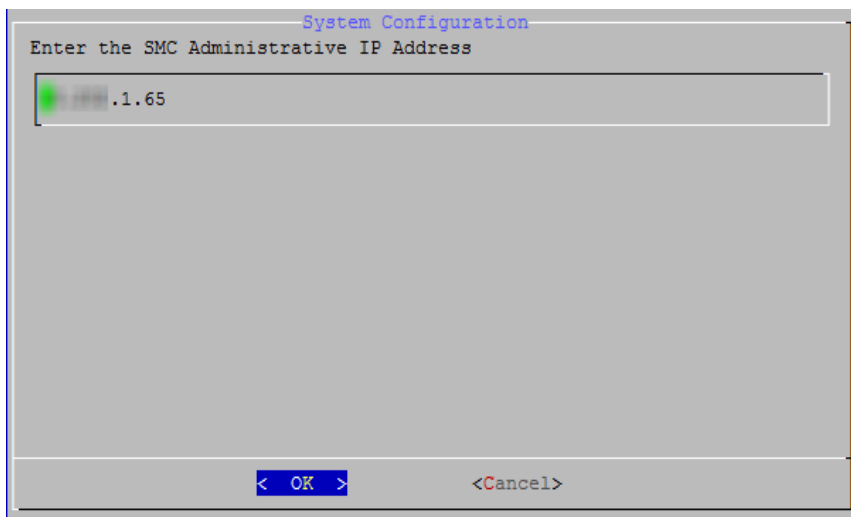 System Configuration
Enter the SMC Administrative IP Address
.1.65
< OK > <Cancel>